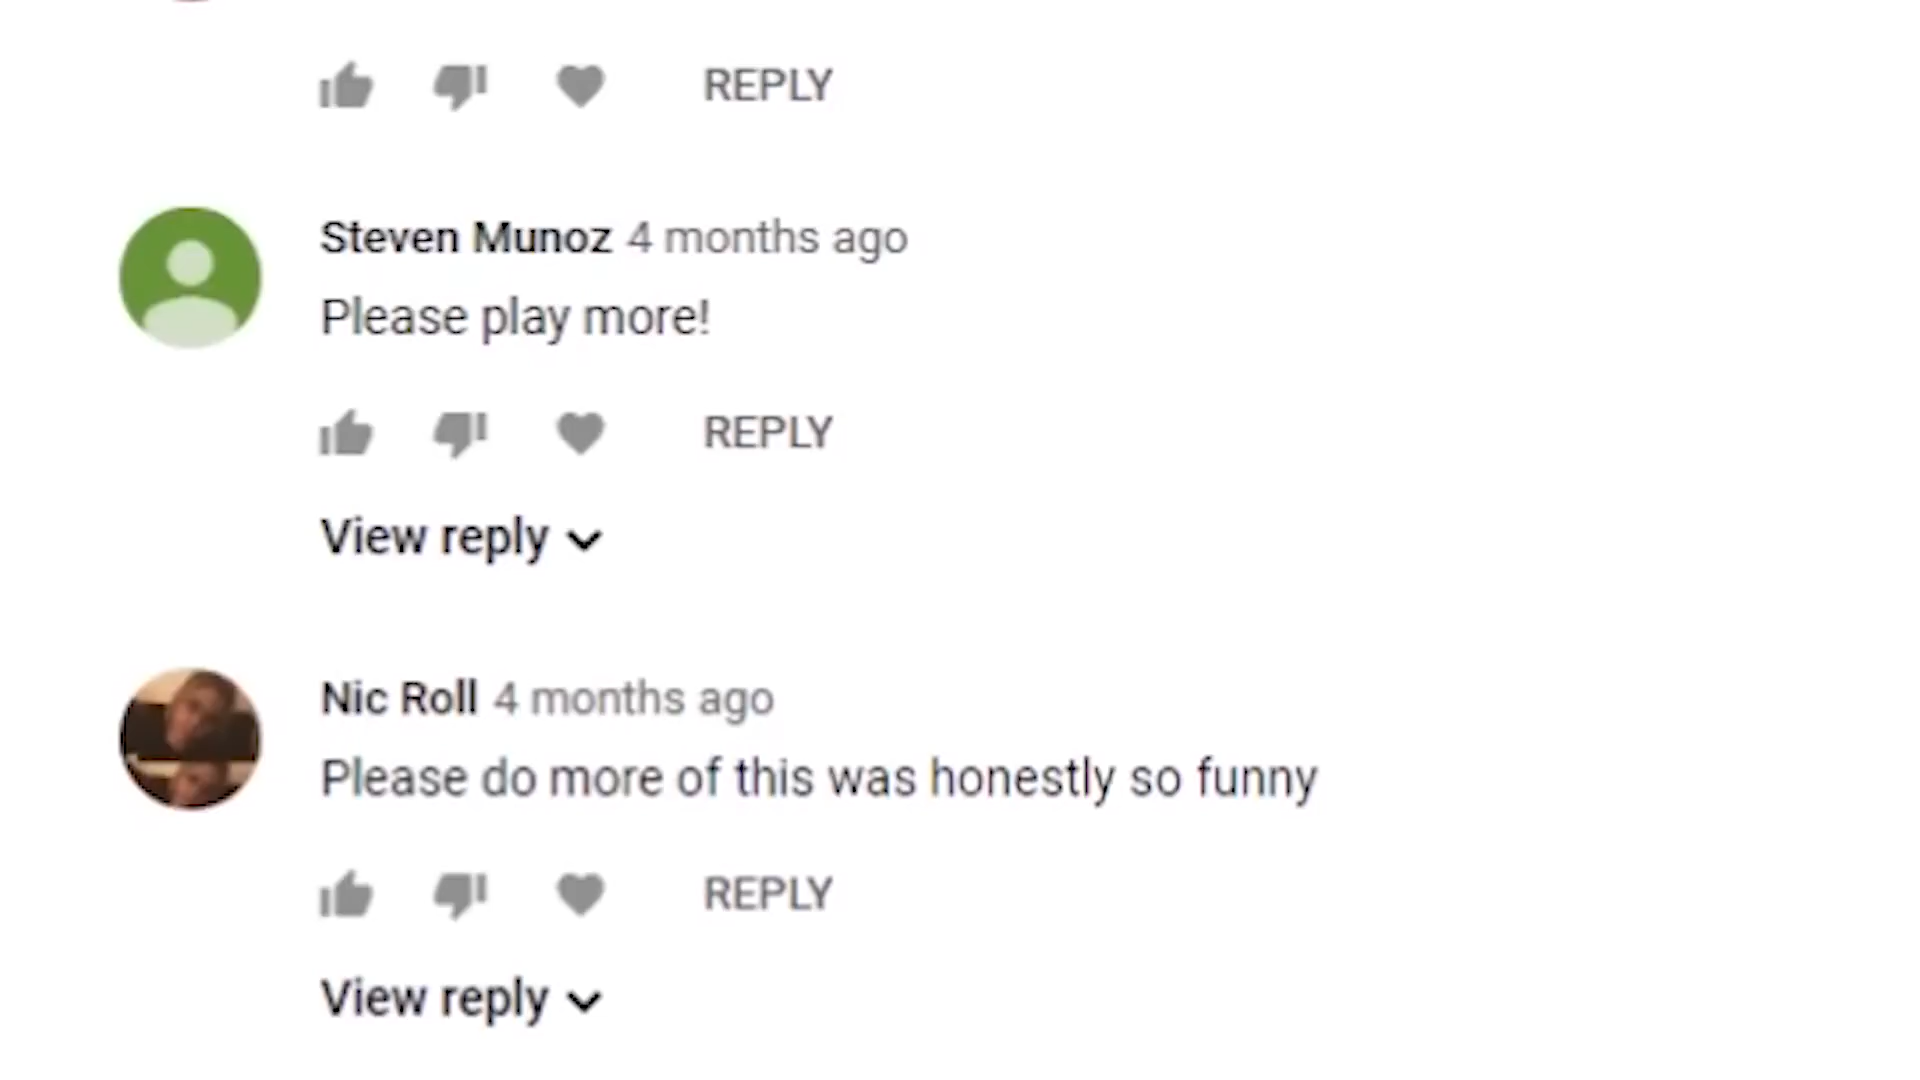 REPLY
Steven Munoz 4 months ago
Please play more!
REPLY
View reply
Nic Roll 4 months ago
Please do more of this was honestly so funny
REPLY
View reply